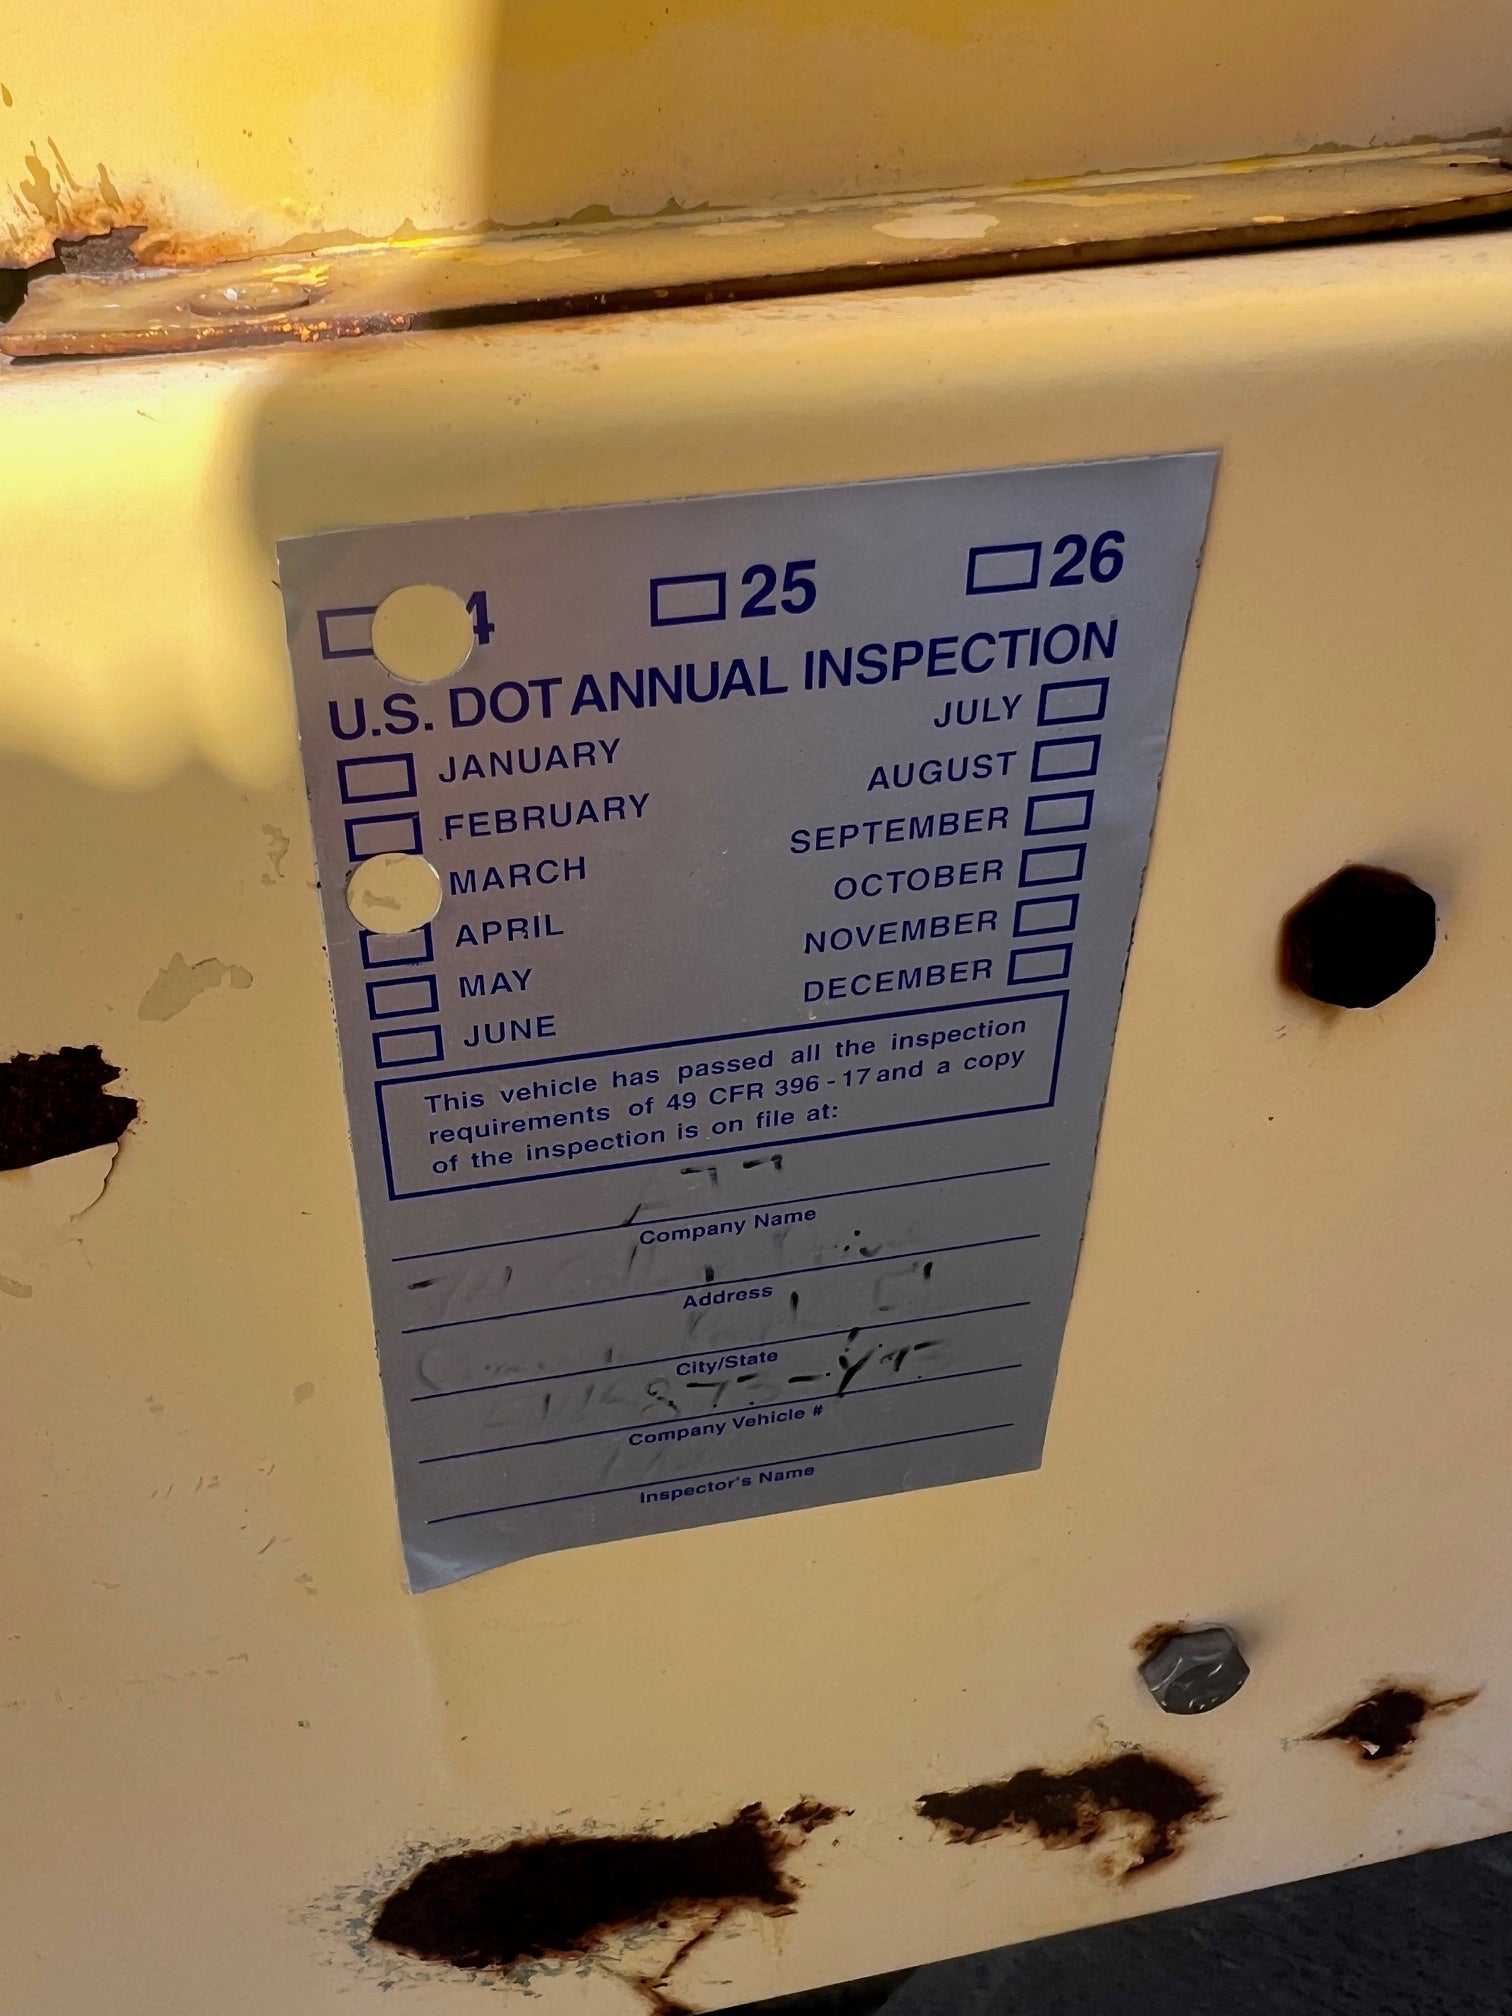 4 25 26
U.S. DOT ANNUAL INSPECTION
JANUARY JULY
FEBRUARY AUGUST
MARCH SEPTEMBER
APRIL OCTOBER
MAY NOVEMBER
JUNE DECEMBER
This vehicle has passed all the inspection
requirements of 49 CFR 396-17 and a copy
of the inspection is on file at:
Company Name
Address
City/State
Company Vehicle #
Inspector's Name